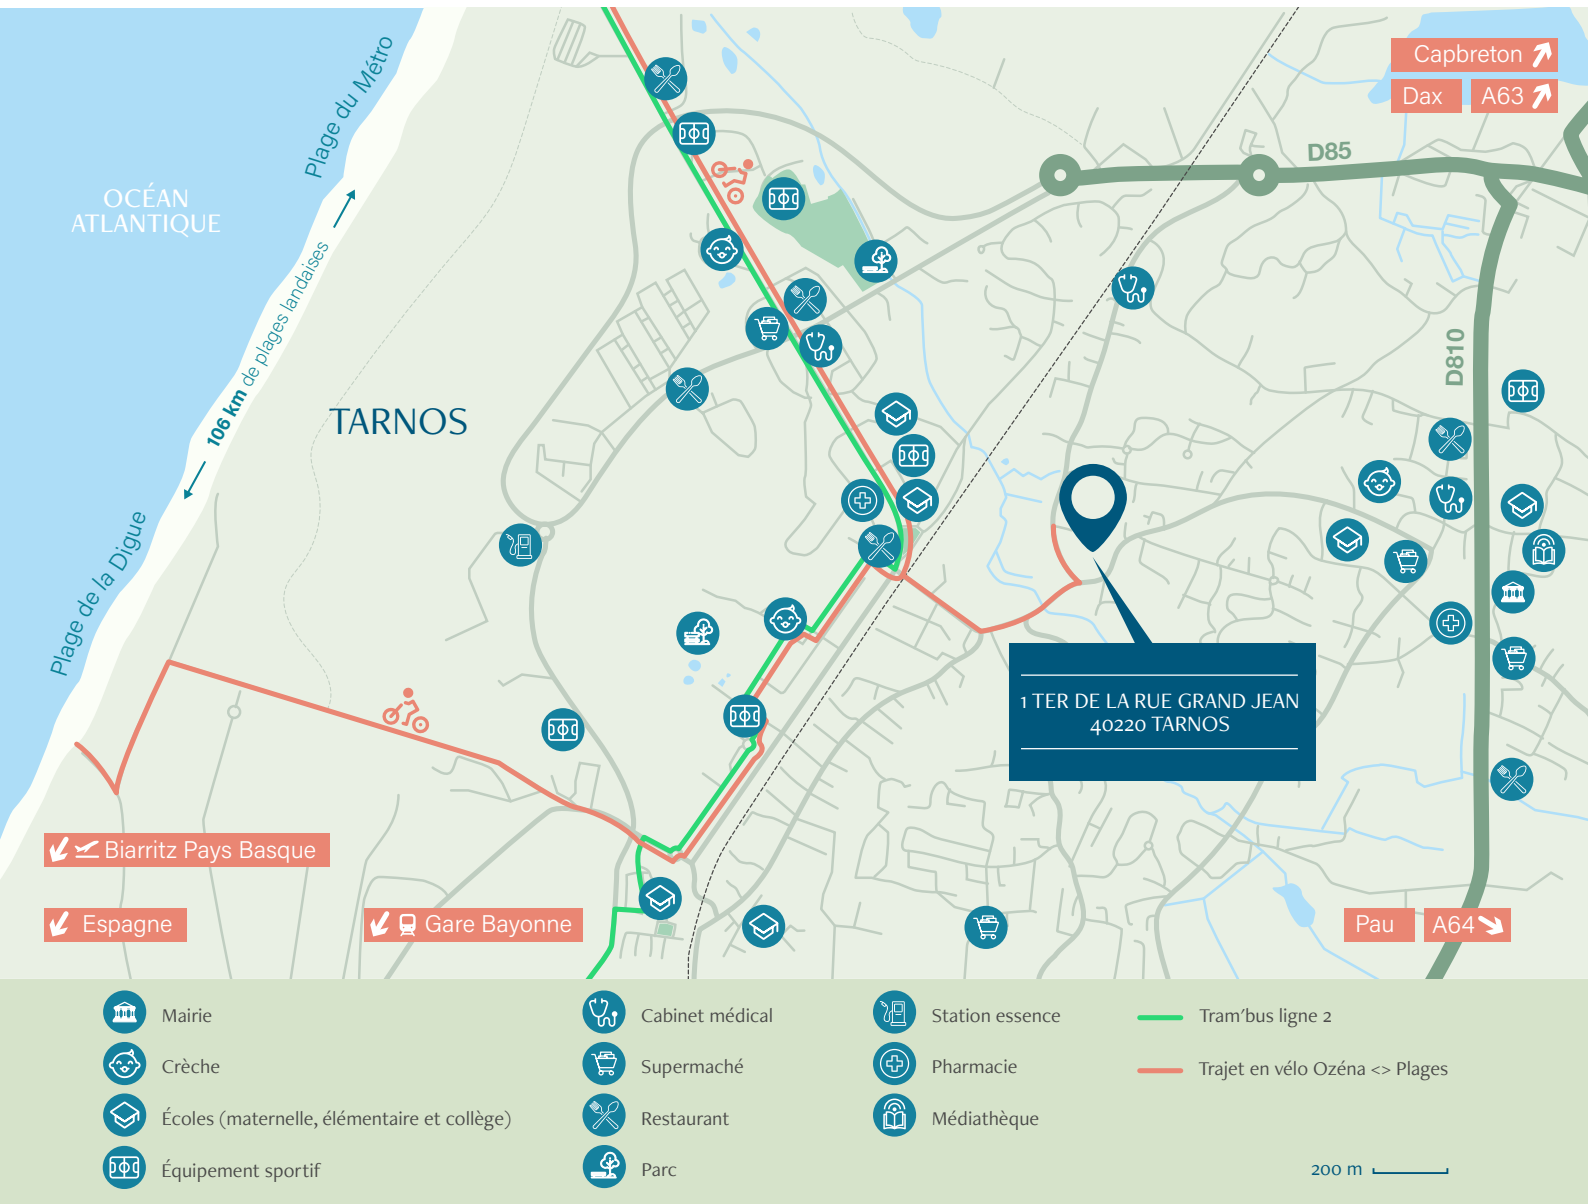 Plage du Métro
Capbreton
Dax
A63
D85
OCÉAN
ATLANTIQUE
106 km de plages landaises
D810
TARNOS
Plage de la Digue
1 TER DE LA RUE GRAND JEAN
40220 TARNOS
Biarritz Pays Basque
Espagne
Gare Bayonne
Pau
A64
Mairie
Crèche
Écoles (maternelle, élémentaire et collège)
Équipement sportif
Cabinet médical
Supermaché
Restaurant
Parc
Station essence
Pharmacie
Médiathèque
Tram'bus ligne 2
Trajet en vélo Ozéna <> Plages
200 m